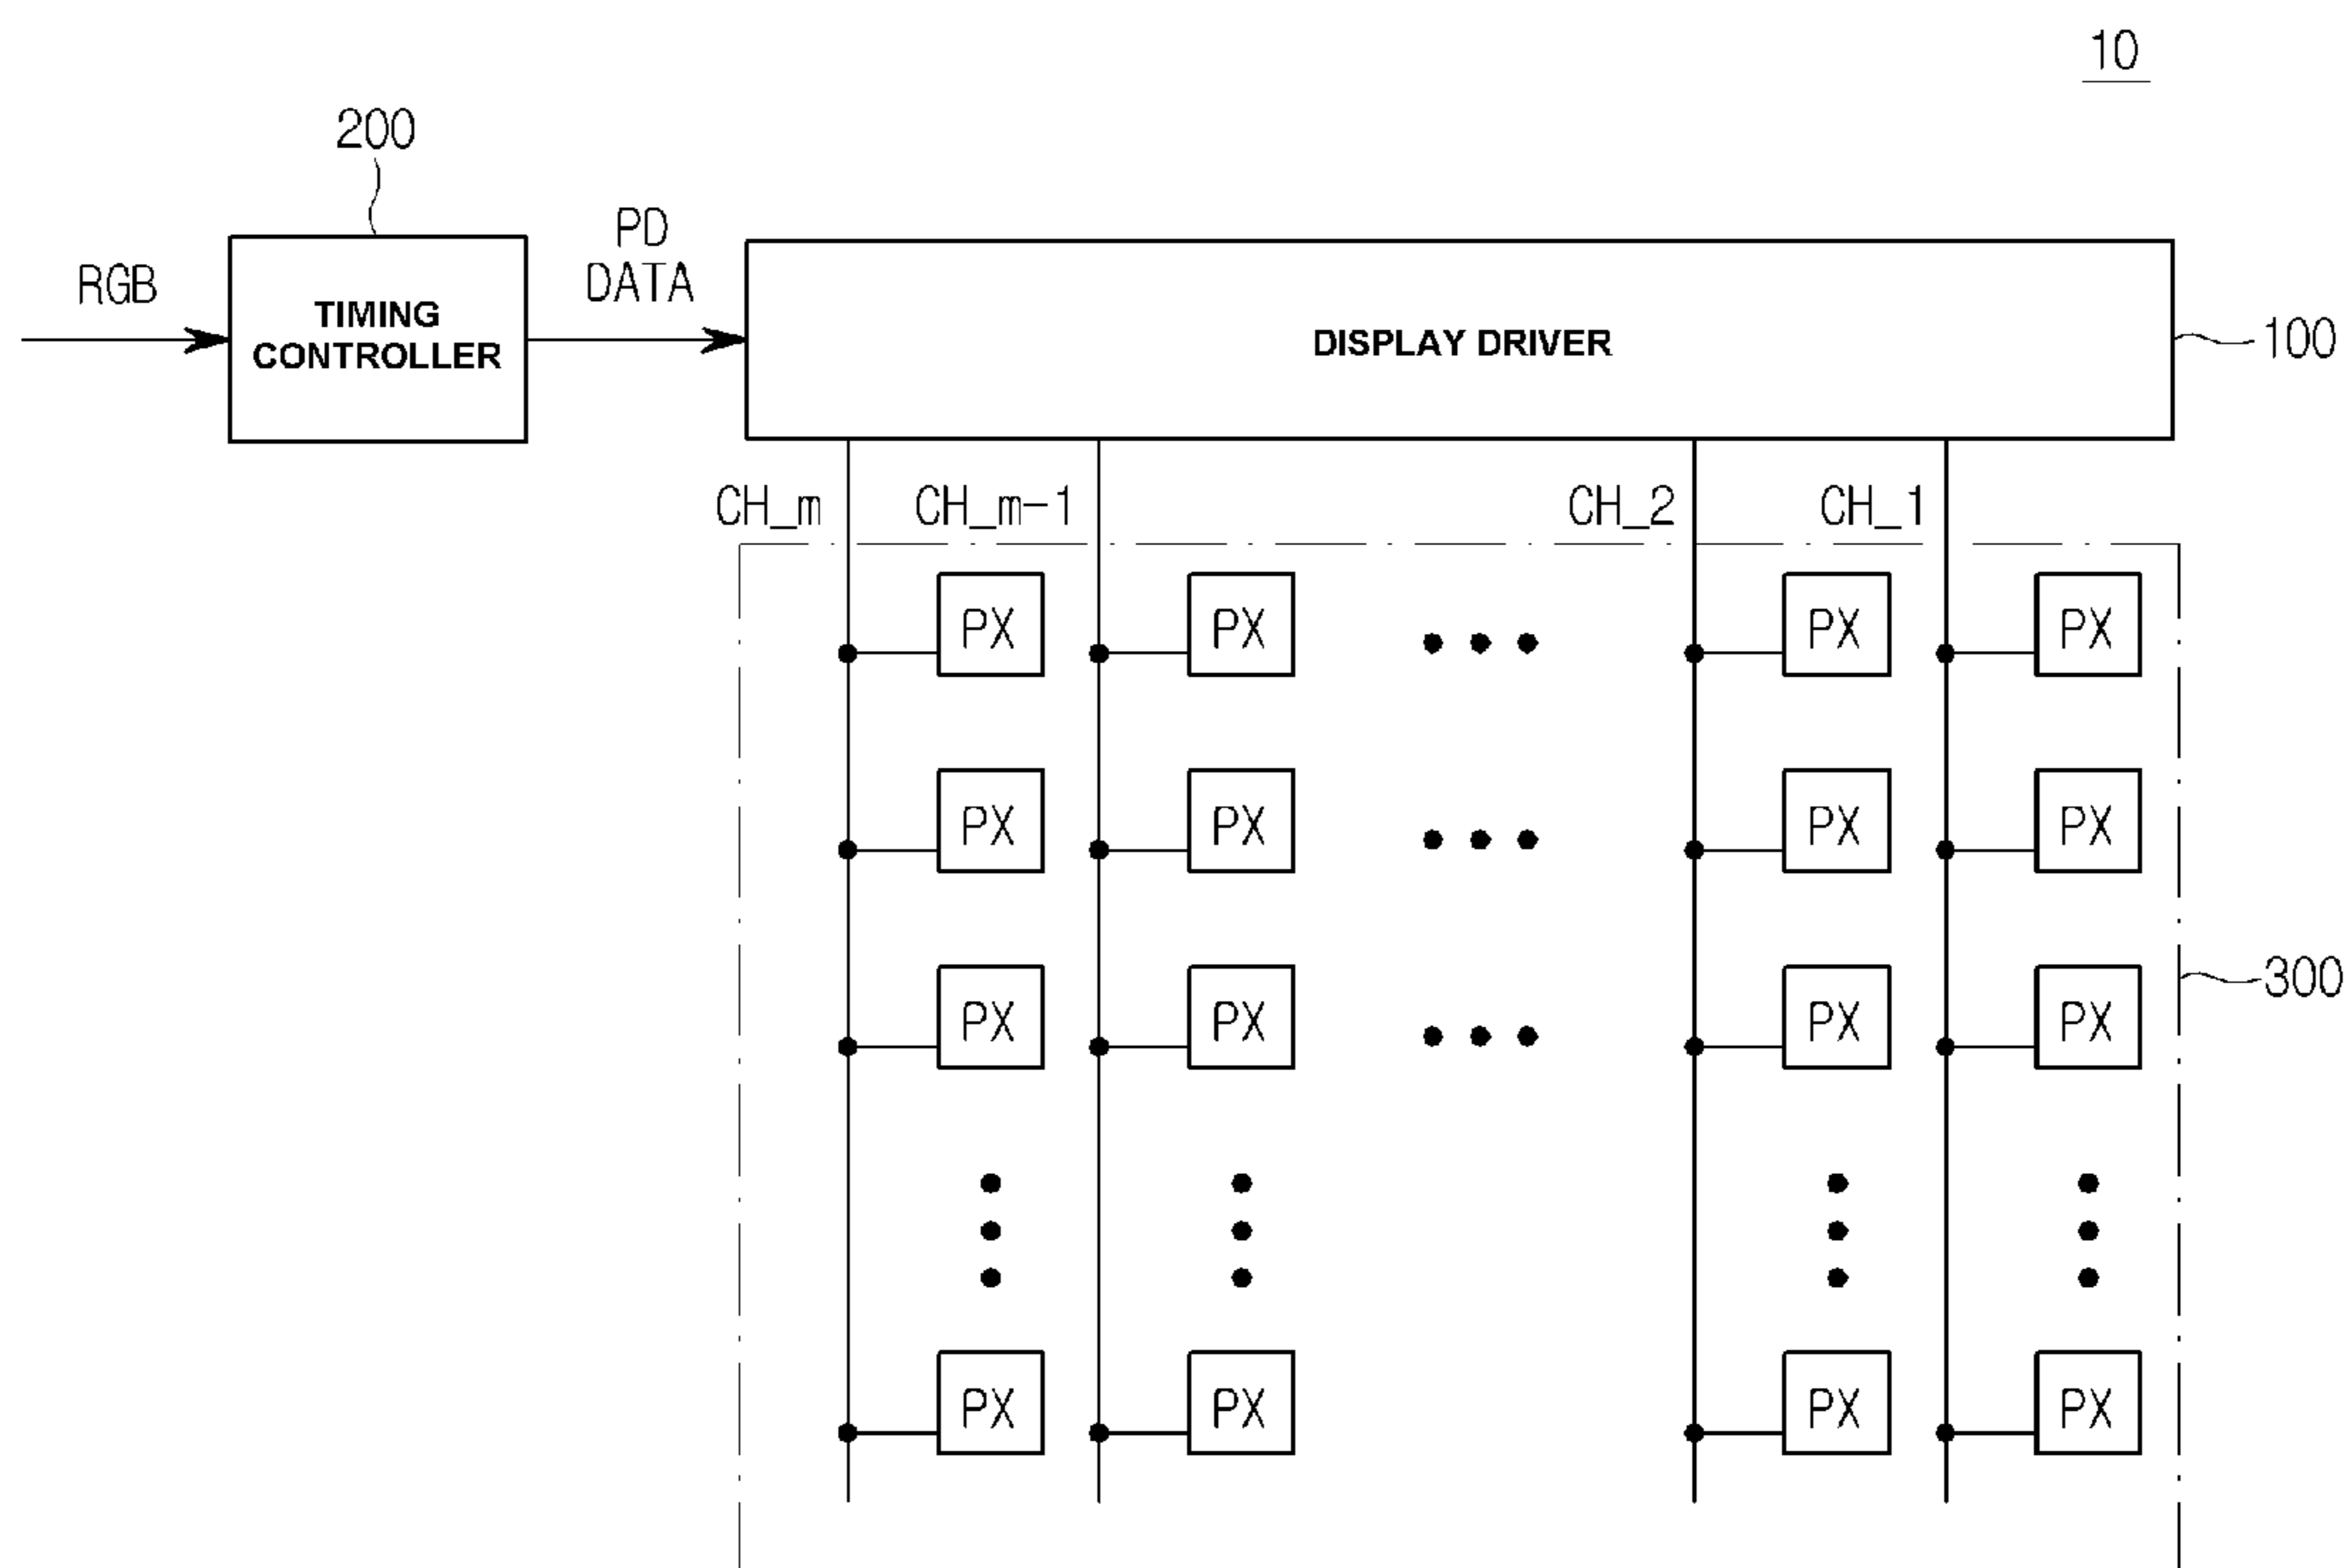 10
200
PD
RGB
DATA
TIMING
CONTROLLER
DISPLAY DRIVER
100
CH_m CH_m-1 CH_2 CH_1
PX PX PX PX
PX PX PX PX
PX PX PX PX
300
PX PX PX PX